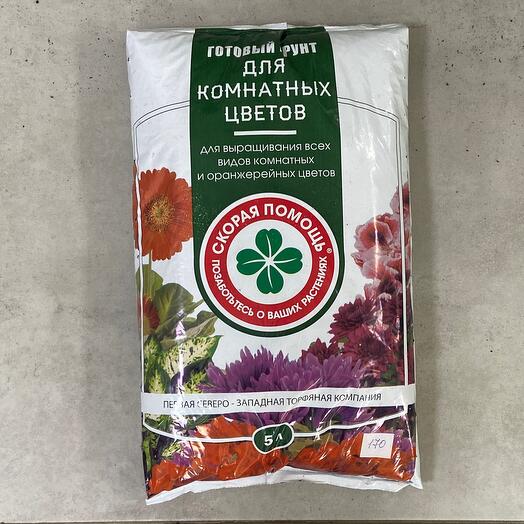 ГОТОВЫЙ ГРУНТ
ДЛЯ
КОМНАТНЫХ
ЦВЕТОВ
для выращивания всех
видов комнатных
и оранжерейных цветов
СКОРАЯ ПОМОЩЬ®
ПОЗАБОТЬТЕСЬ О ВАШИХ РАСТЕНИЯХ
ПЕРВАЯ СЕВЕРО - ЗАПАДНАЯ ТОРФЯНАЯ КОМПАНИЯ
5 л
170